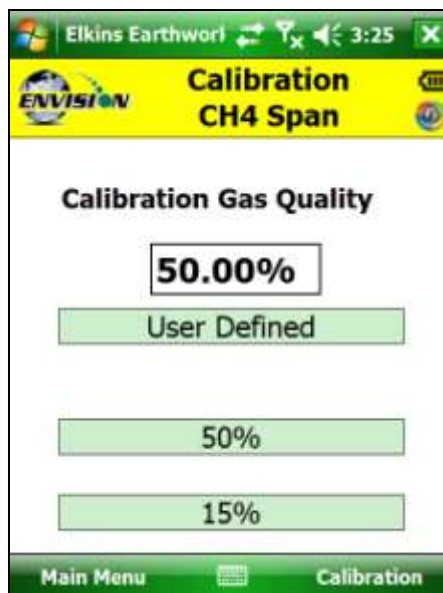 Elkins Earthworl 3:25
ENVISION
Calibration
CH4 Span
Calibration Gas Quality
50.00%
User Defined
50%
15%
Main Menu Calibration